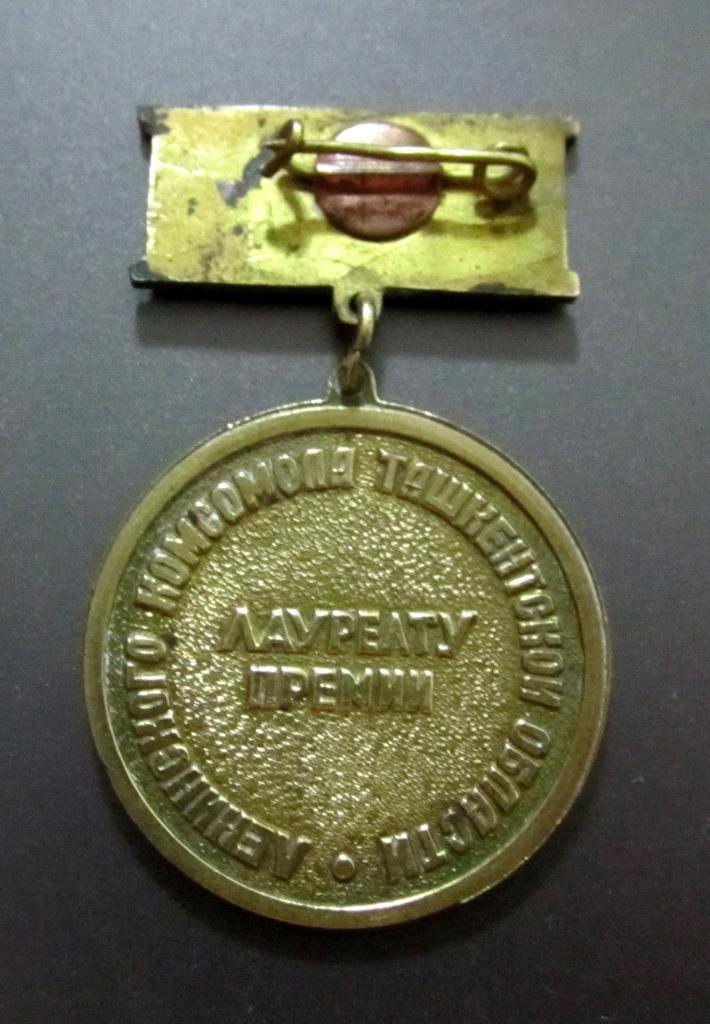 ЛАУРЕАТУ
ПРЕМИИ
ЛЕНИНСКОГО КОМСОМОЛА ТАШКЕНТСКОЙ ОБЛАСТИ •